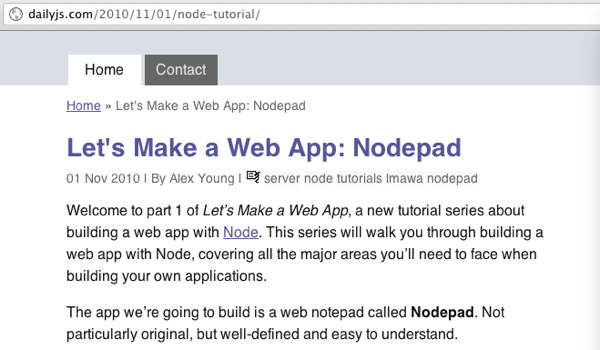 dailyjs.com/2010/11/01/node-tutorial/
Home Contact
Home » Let's Make a Web App: Nodepad
Let's Make a Web App: Nodepad
01 Nov 2010 | By Alex Young | server node tutorials lmawa nodepad
Welcome to part 1 of Let’s Make a Web App, a new tutorial series about
building a web app with Node. This series will walk you through building a
web app with Node, covering all the major areas you’ll need to face when
building your own applications.
The app we’re going to build is a web notepad called Nodepad. Not
particularly original, but well-defined and easy to understand.